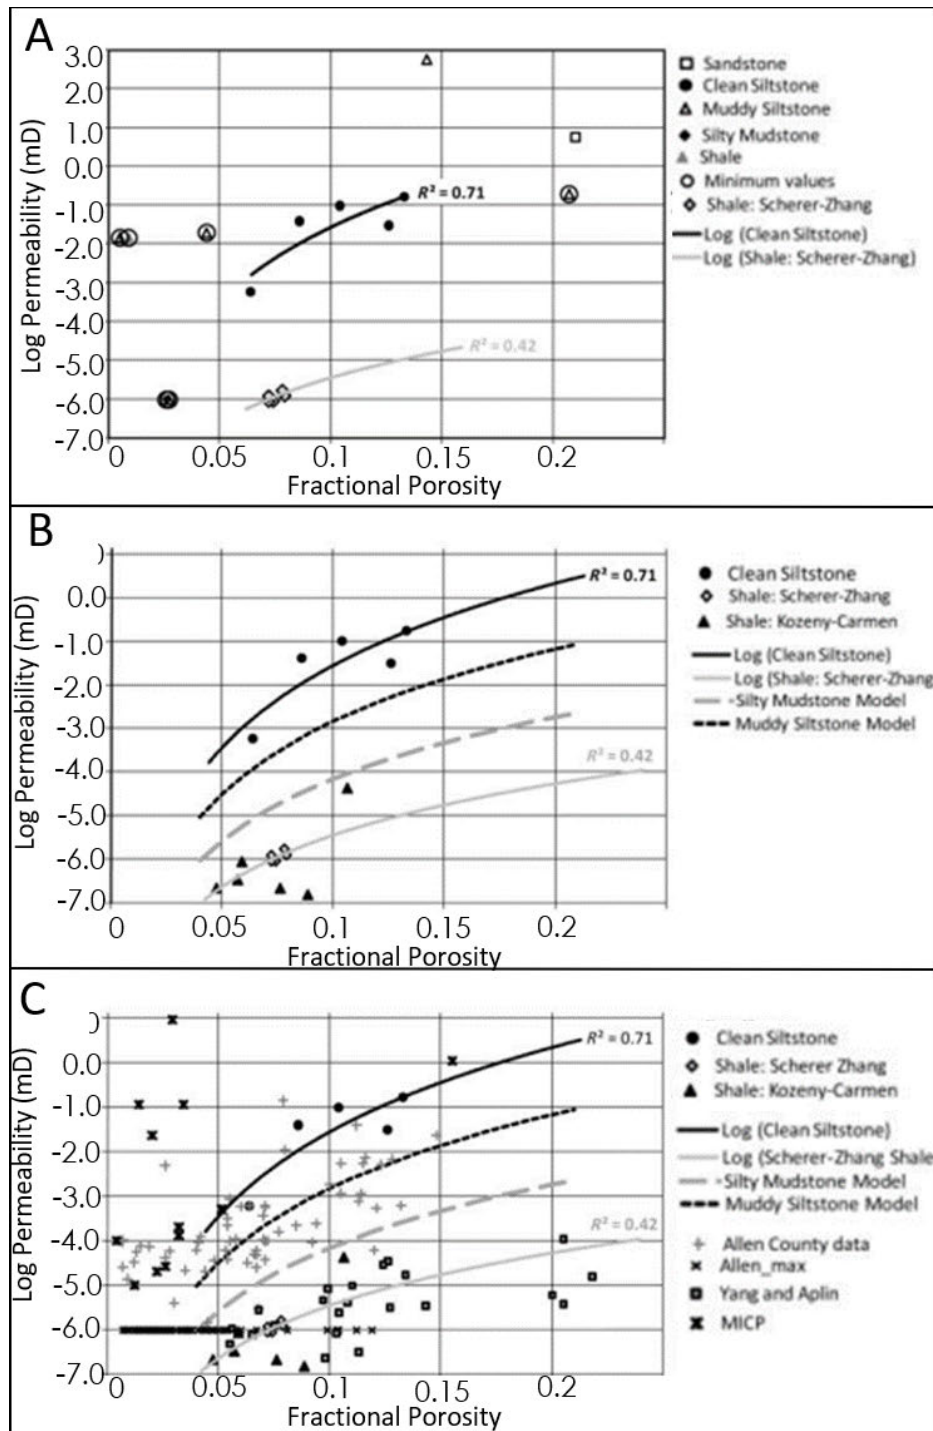 A
3.0
2.0
1.0
0.0
-1.0
-2.0
-3.0
-4.0
-5.0
-6.0
-7.0
Log Permeability (mD)
R² = 0.71
R² = 0.42
0 0.05 0.1 0.15 0.2
Fractional Porosity
Sandstone
Clean Siltstone
Muddy Siltstone
Silty Mudstone
Shale
Minimum values
Shale: Scherer-Zhang
Log (Clean Siltstone)
Log (Shale: Scherer-Zhang)
B
)
0.0
-1.0
-2.0
-3.0
-4.0
-5.0
-6.0
-7.0
Log Permeability (mD)
R² = 0.71
R² = 0.42
0 0.05 0.1 0.15 0.2
Fractional Porosity
Clean Siltstone
Shale: Scherer-Zhang
Shale: Kozeny-Carmen
Log (Clean Siltstone)
Log (Shale: Scherer-Zhang
Silty Mudstone Model
Muddy Siltstone Model
C
)
0.0
-1.0
-2.0
-3.0
-4.0
-5.0
-6.0
-7.0
Log Permeability (mD)
R² = 0.71
R² = 0.42
0 0.05 0.1 0.15 0.2
Fractional Porosity
Clean Siltstone
Shale: Scherer Zhang
Shale: Kozeny-Carmen
Log (Clean Siltstone)
Log (Scherer-Zhang Shale
Silty Mudstone Model
Muddy Siltstone Model
Allen County data
Allen_max
Yang and Aplin
MICP